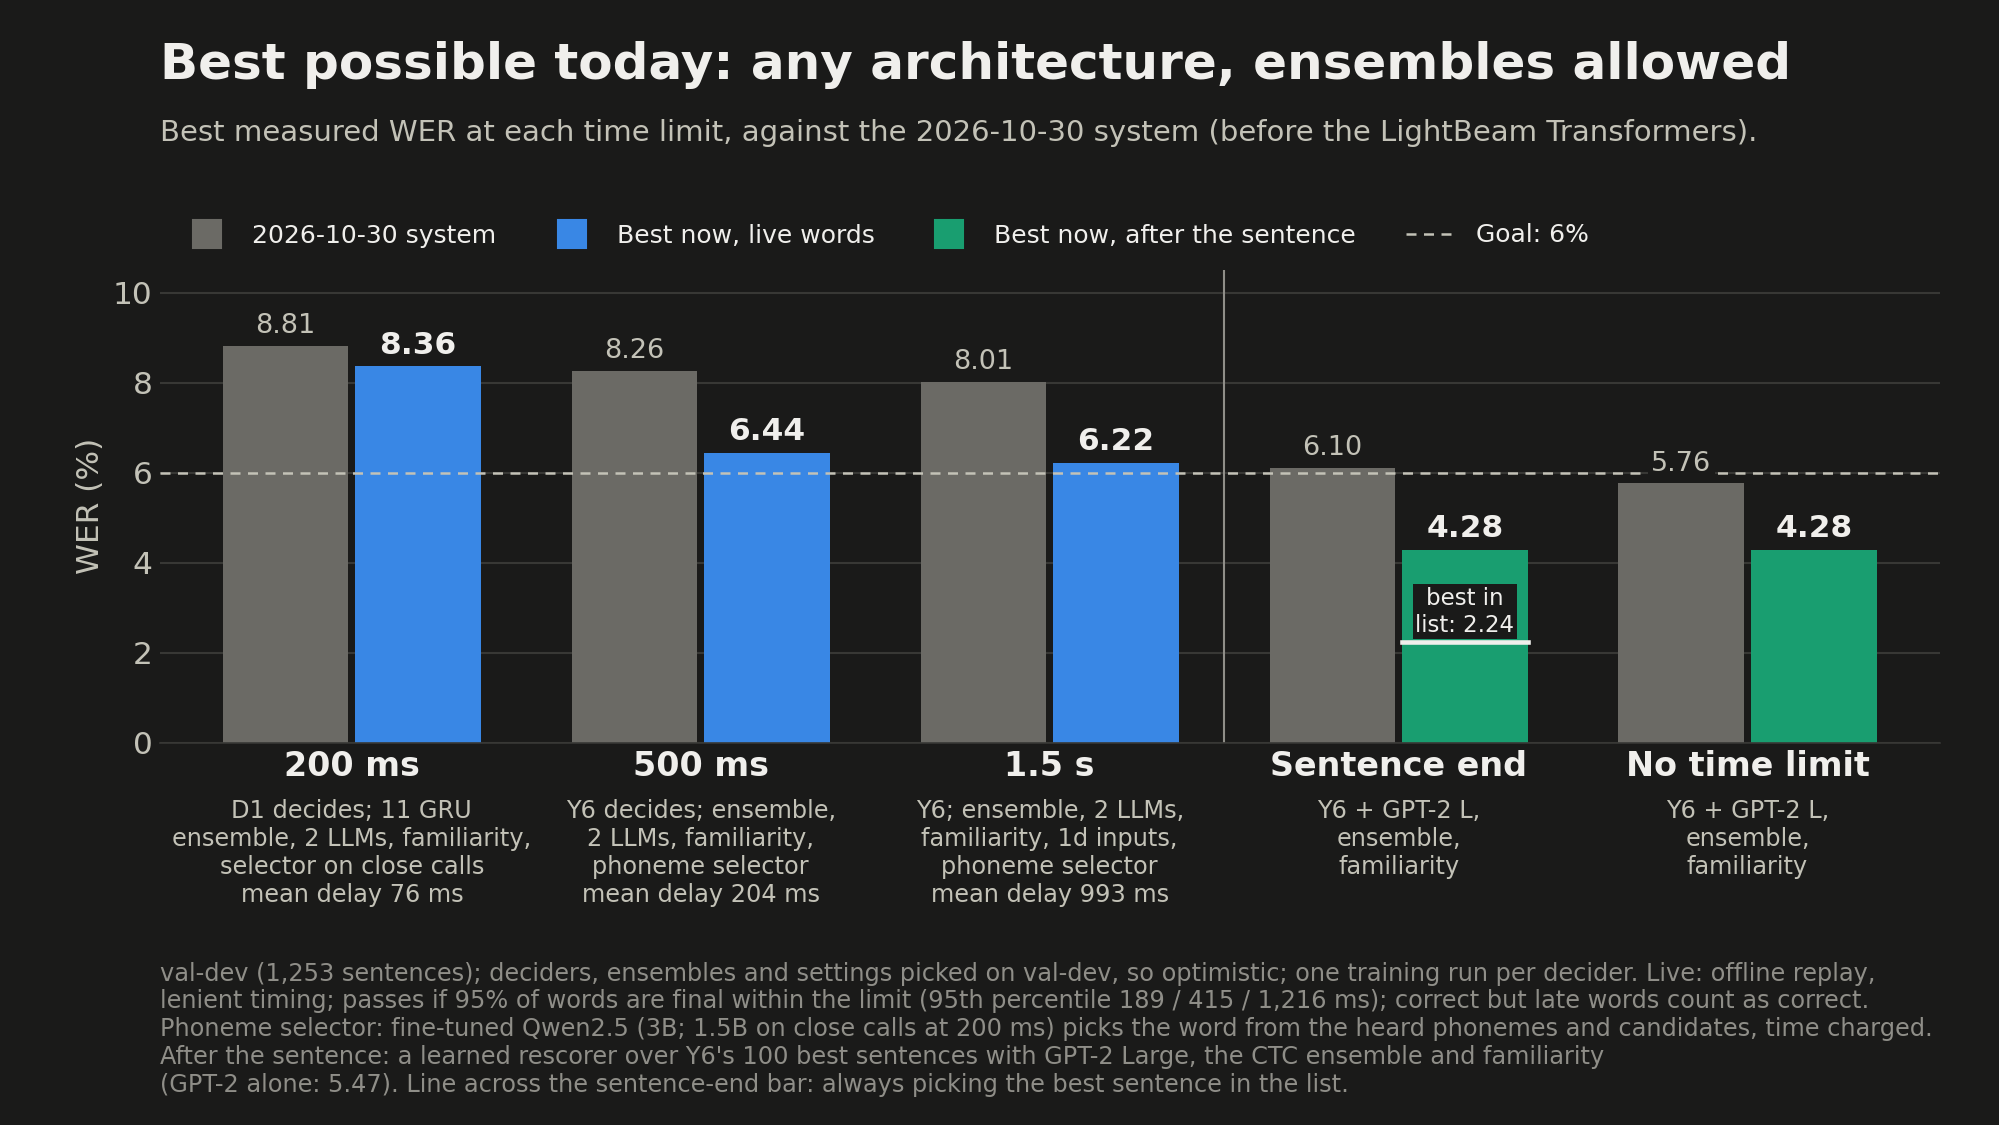 Best possible today: any architecture, ensembles allowed
Best measured WER at each time limit, against the 2026-10-30 system (before the LightBeam Transformers).
2026-10-30 system
Best now, live words
Best now, after the sentence
Goal: 6%
WER (%)
10
8
6
4
2
0
8.81
8.36
8.26
6.44
8.01
6.22
6.10
4.28
best in
list: 2.24
5.76
4.28
200 ms
D1 decides; 11 GRU
ensemble, 2 LLMs, familiarity,
selector on close calls
mean delay 76 ms
500 ms
Y6 decides; ensemble,
2 LLMs, familiarity,
phoneme selector
mean delay 204 ms
1.5 s
Y6; ensemble, 2 LLMs,
familiarity, 1d inputs,
phoneme selector
mean delay 993 ms
Sentence end
Y6 + GPT-2 L,
ensemble,
familiarity
No time limit
Y6 + GPT-2 L,
ensemble,
familiarity
val-dev (1,253 sentences); deciders, ensembles and settings picked on val-dev, so optimistic; one training run per decider. Live: offline replay,
lenient timing; passes if 95% of words are final within the limit (95th percentile 189 / 415 / 1,216 ms); correct but late words count as correct.
Phoneme selector: fine-tuned Qwen2.5 (3B; 1.5B on close calls at 200 ms) picks the word from the heard phonemes and candidates, time charged.
After the sentence: a learned rescorer over Y6's 100 best sentences with GPT-2 Large, the CTC ensemble and familiarity
(GPT-2 alone: 5.47). Line across the sentence-end bar: always picking the best sentence in the list.